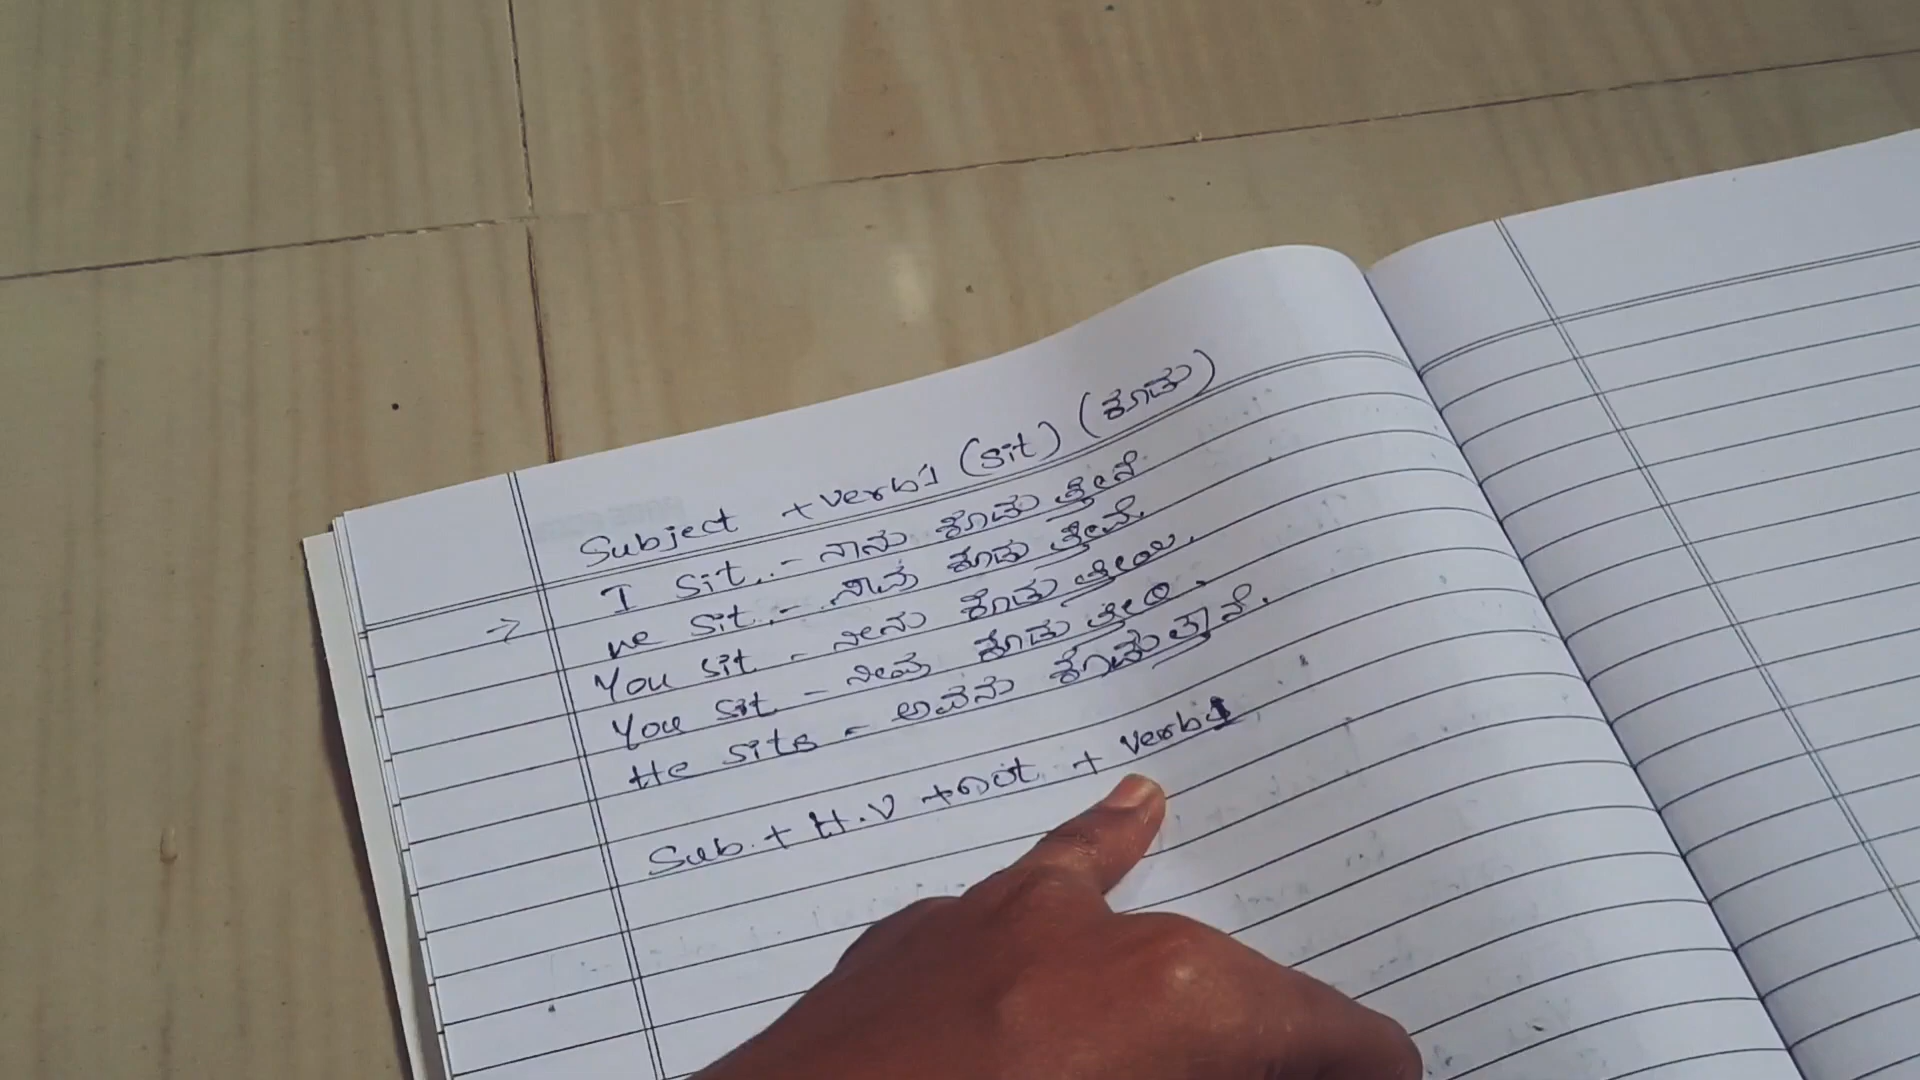 Subject + verb1 (sit) (ಕೂಡು)
→ I sit. - ನಾನು ಕೂಡುತ್ತೇನೆ
we sit. - ನಾವು ಕೂಡುತ್ತೇವೆ.
You sit - ನೀನು ಕೂಡುತ್ತೀಯ.
You sit - ನೀವು ಕೂಡುತ್ತೀರಿ.
He sits - ಅವನು ಕೂಡುತ್ತಾನೆ.
Sub. + H.V + not + verb1